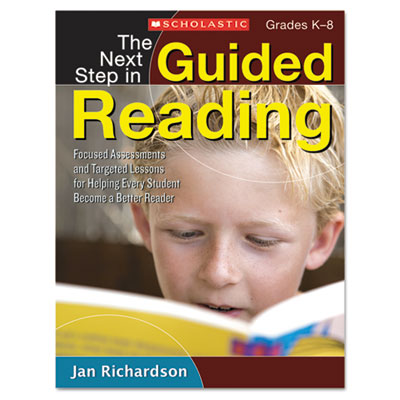 SCHOLASTIC
Grades K–8
The
Next
Step in
Guided
Reading
Focused Assessments
and Targeted Lessons
for Helping Every Student
Become a Better Reader
Jan Richardson